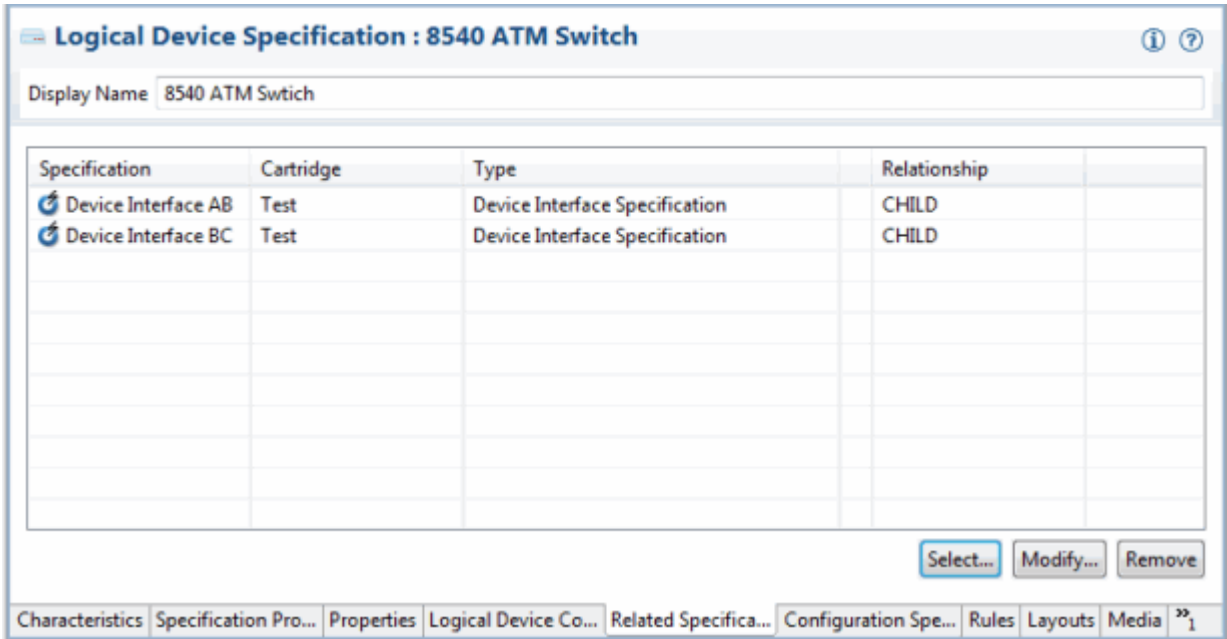 Logical Device Specification : 8540 ATM Switch
Display Name 8540 ATM Swtich
Specification Cartridge Type Relationship
Device Interface AB Test Device Interface Specification CHILD
Device Interface BC Test Device Interface Specification CHILD
Select... Modify... Remove
Characteristics Specification Pro... Properties Logical Device Co... Related Specifica... Configuration Spe... Rules Layouts Media »1